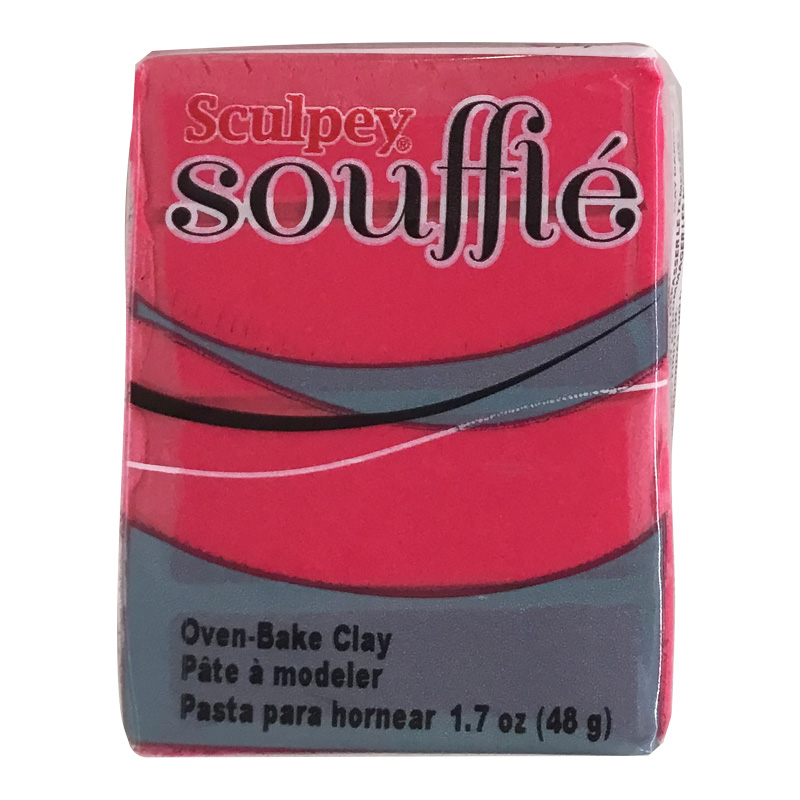 Sculpey®
soufflé
Oven-Bake Clay
Pâte à modeler
Pasta para hornear 1.7 oz (48 g)